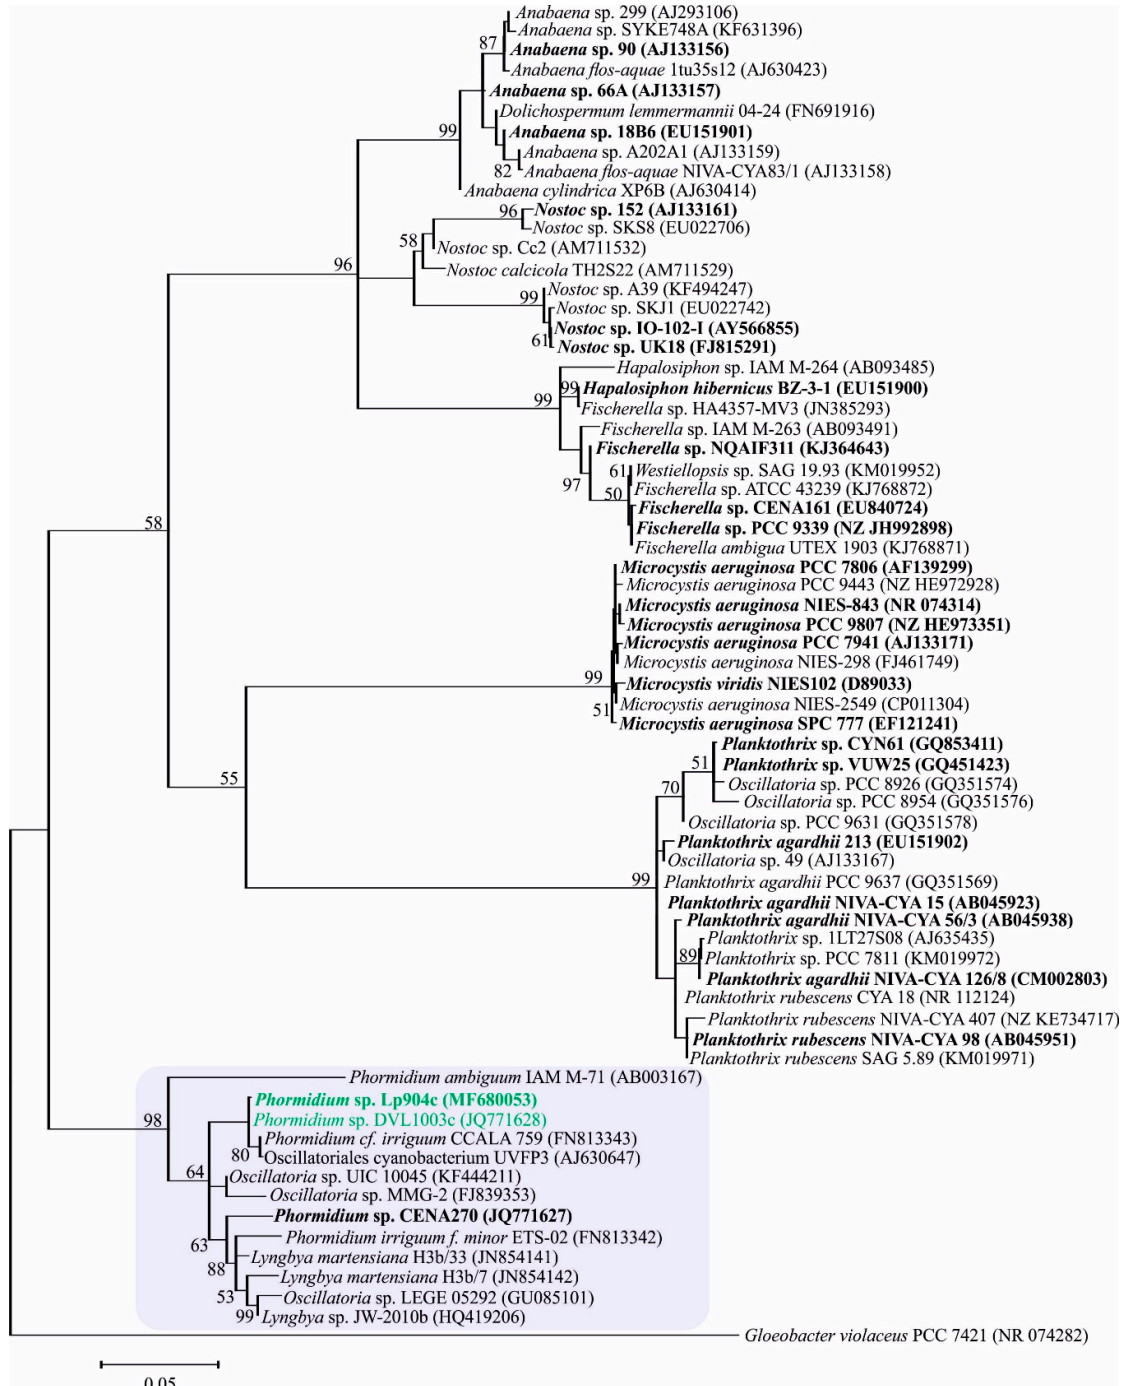 Anabaena sp. 299 (AJ293106)
Anabaena sp. SYKE748A (KF631396)
87
Anabaena sp. 90 (AJ133156)
Anabaena flos-aquae 1tu35s12 (AJ630423)
Anabaena sp. 66A (AJ133157)
Dolichospermum lemmermannii 04-24 (FN691916)
99
Anabaena sp. 18B6 (EU151901)
Anabaena sp. A202A1 (AJ133159)
82
Anabaena flos-aquae NIVA-CYA83/1 (AJ133158)
Anabaena cylindrica XP6B (AJ630414)
96
Nostoc sp. 152 (AJ133161)
Nostoc sp. SKS8 (EU022706)
58
Nostoc sp. Cc2 (AM711532)
96
Nostoc calcicola TH2S22 (AM711529)
Nostoc sp. A39 (KF494247)
99
Nostoc sp. SKJ1 (EU022742)
Nostoc sp. IO-102-I (AY566855)
61
Nostoc sp. UK18 (FJ815291)
Hapalosiphon sp. IAM M-264 (AB093485)
99
Hapalosiphon hibernicus BZ-3-1 (EU151900)
99
Fischerella sp. HA4357-MV3 (JN385293)
Fischerella sp. IAM M-263 (AB093491)
Fischerella sp. NQAIF311 (KJ364643)
61
Westiellopsis sp. SAG 19.93 (KM019952)
97
50
Fischerella sp. ATCC 43239 (KJ768872)
Fischerella sp. CENA161 (EU840724)
58
Fischerella sp. PCC 9339 (NZ JH992898)
Fischerella ambigua UTEX 1903 (KJ768871)
Microcystis aeruginosa PCC 7806 (AF139299)
Microcystis aeruginosa PCC 9443 (NZ HE972928)
Microcystis aeruginosa NIES-843 (NR 074314)
Microcystis aeruginosa PCC 9807 (NZ HE973351)
Microcystis aeruginosa PCC 7941 (AJ133171)
Microcystis aeruginosa NIES-298 (FJ461749)
99
Microcystis viridis NIES102 (D89033)
Microcystis aeruginosa NIES-2549 (CP011304)
51
Microcystis aeruginosa SPC 777 (EF121241)
Planktothrix sp. CYN61 (GQ853411)
51
Planktothrix sp. VUW25 (GQ451423)
55
70
Oscillatoria sp. PCC 8926 (GQ351574)
Oscillatoria sp. PCC 8954 (GQ351576)
Oscillatoria sp. PCC 9631 (GQ351578)
Planktothrix agardhii 213 (EU151902)
Oscillatoria sp. 49 (AJ133167)
99
Planktothrix agardhii PCC 9637 (GQ351569)
Planktothrix agardhii NIVA-CYA 15 (AB045923)
Planktothrix agardhii NIVA-CYA 56/3 (AB045938)
Planktothrix sp. 1LT27S08 (AJ635435)
89
Planktothrix sp. PCC 7811 (KM019972)
Planktothrix agardhii NIVA-CYA 126/8 (CM002803)
Planktothrix rubescens CYA 18 (NR 112124)
Planktothrix rubescens NIVA-CYA 407 (NZ KE734717)
Planktothrix rubescens NIVA-CYA 98 (AB045951)
Planktothrix rubescens SAG 5.89 (KM019971)
Phormidium ambiguum IAM M-71 (AB003167)
Phormidium sp. Lp904c (MF680053)
98
Phormidium sp. DVL1003c (JQ771628)
Phormidium cf. irriguum CCALA 759 (FN813343)
80
Oscillatoriales cyanobacterium UVFP3 (AJ630647)
64
Oscillatoria sp. UIC 10045 (KF444211)
Oscillatoria sp. MMG-2 (FJ839353)
Phormidium sp. CENA270 (JQ771627)
63
Phormidium irriguum f. minor ETS-02 (FN813342)
Lyngbya martensiana H3b/33 (JN854141)
88
Lyngbya martensiana H3b/7 (JN854142)
53
Oscillatoria sp. LEGE 05292 (GU085101)
99
Lyngbya sp. JW-2010b (HQ419206)
Gloeobacter violaceus PCC 7421 (NR 074282)
0.05